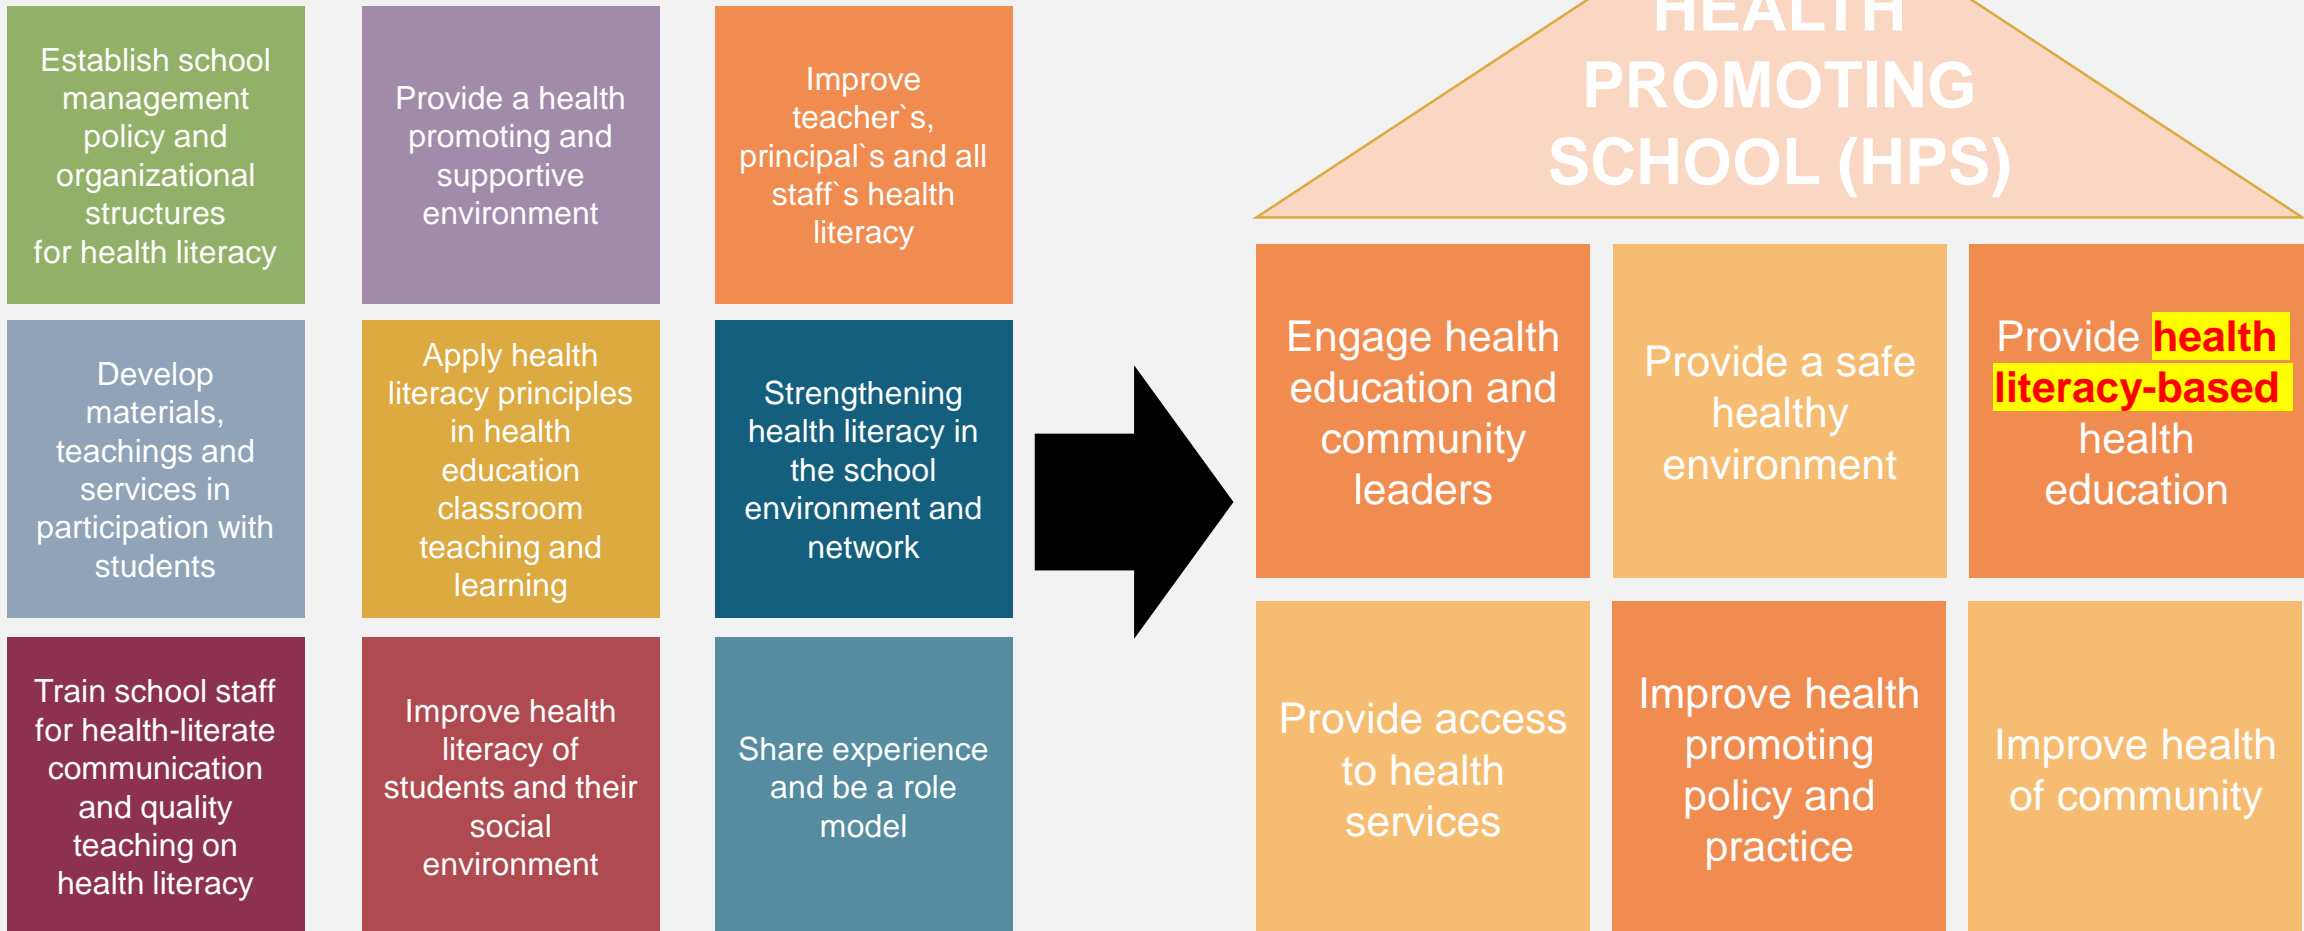 Establish school
management
policy and
organizational
structures
for health literacy
Provide a health
promoting and
supportive
environment
Improve
teacher`s,
principal`s and all
staff`s health
literacy
Develop
materials,
teachings and
services in
participation with
students
Apply health
literacy principles
in health
education
classroom
teaching and
learning
Strengthening
health literacy in
the school
environment and
network
Train school staff
for health-literate
communication
and quality
teaching on
health literacy
Improve health
literacy of
students and their
social
environment
Share experience
and be a role
model
HEALTH
PROMOTING
SCHOOL (HPS)
Engage health
education and
community
leaders
Provide a safe
healthy
environment
Provide health
literacy-based
health
education
Provide access
to health
services
Improve health
promoting
policy and
practice
Improve health
of community